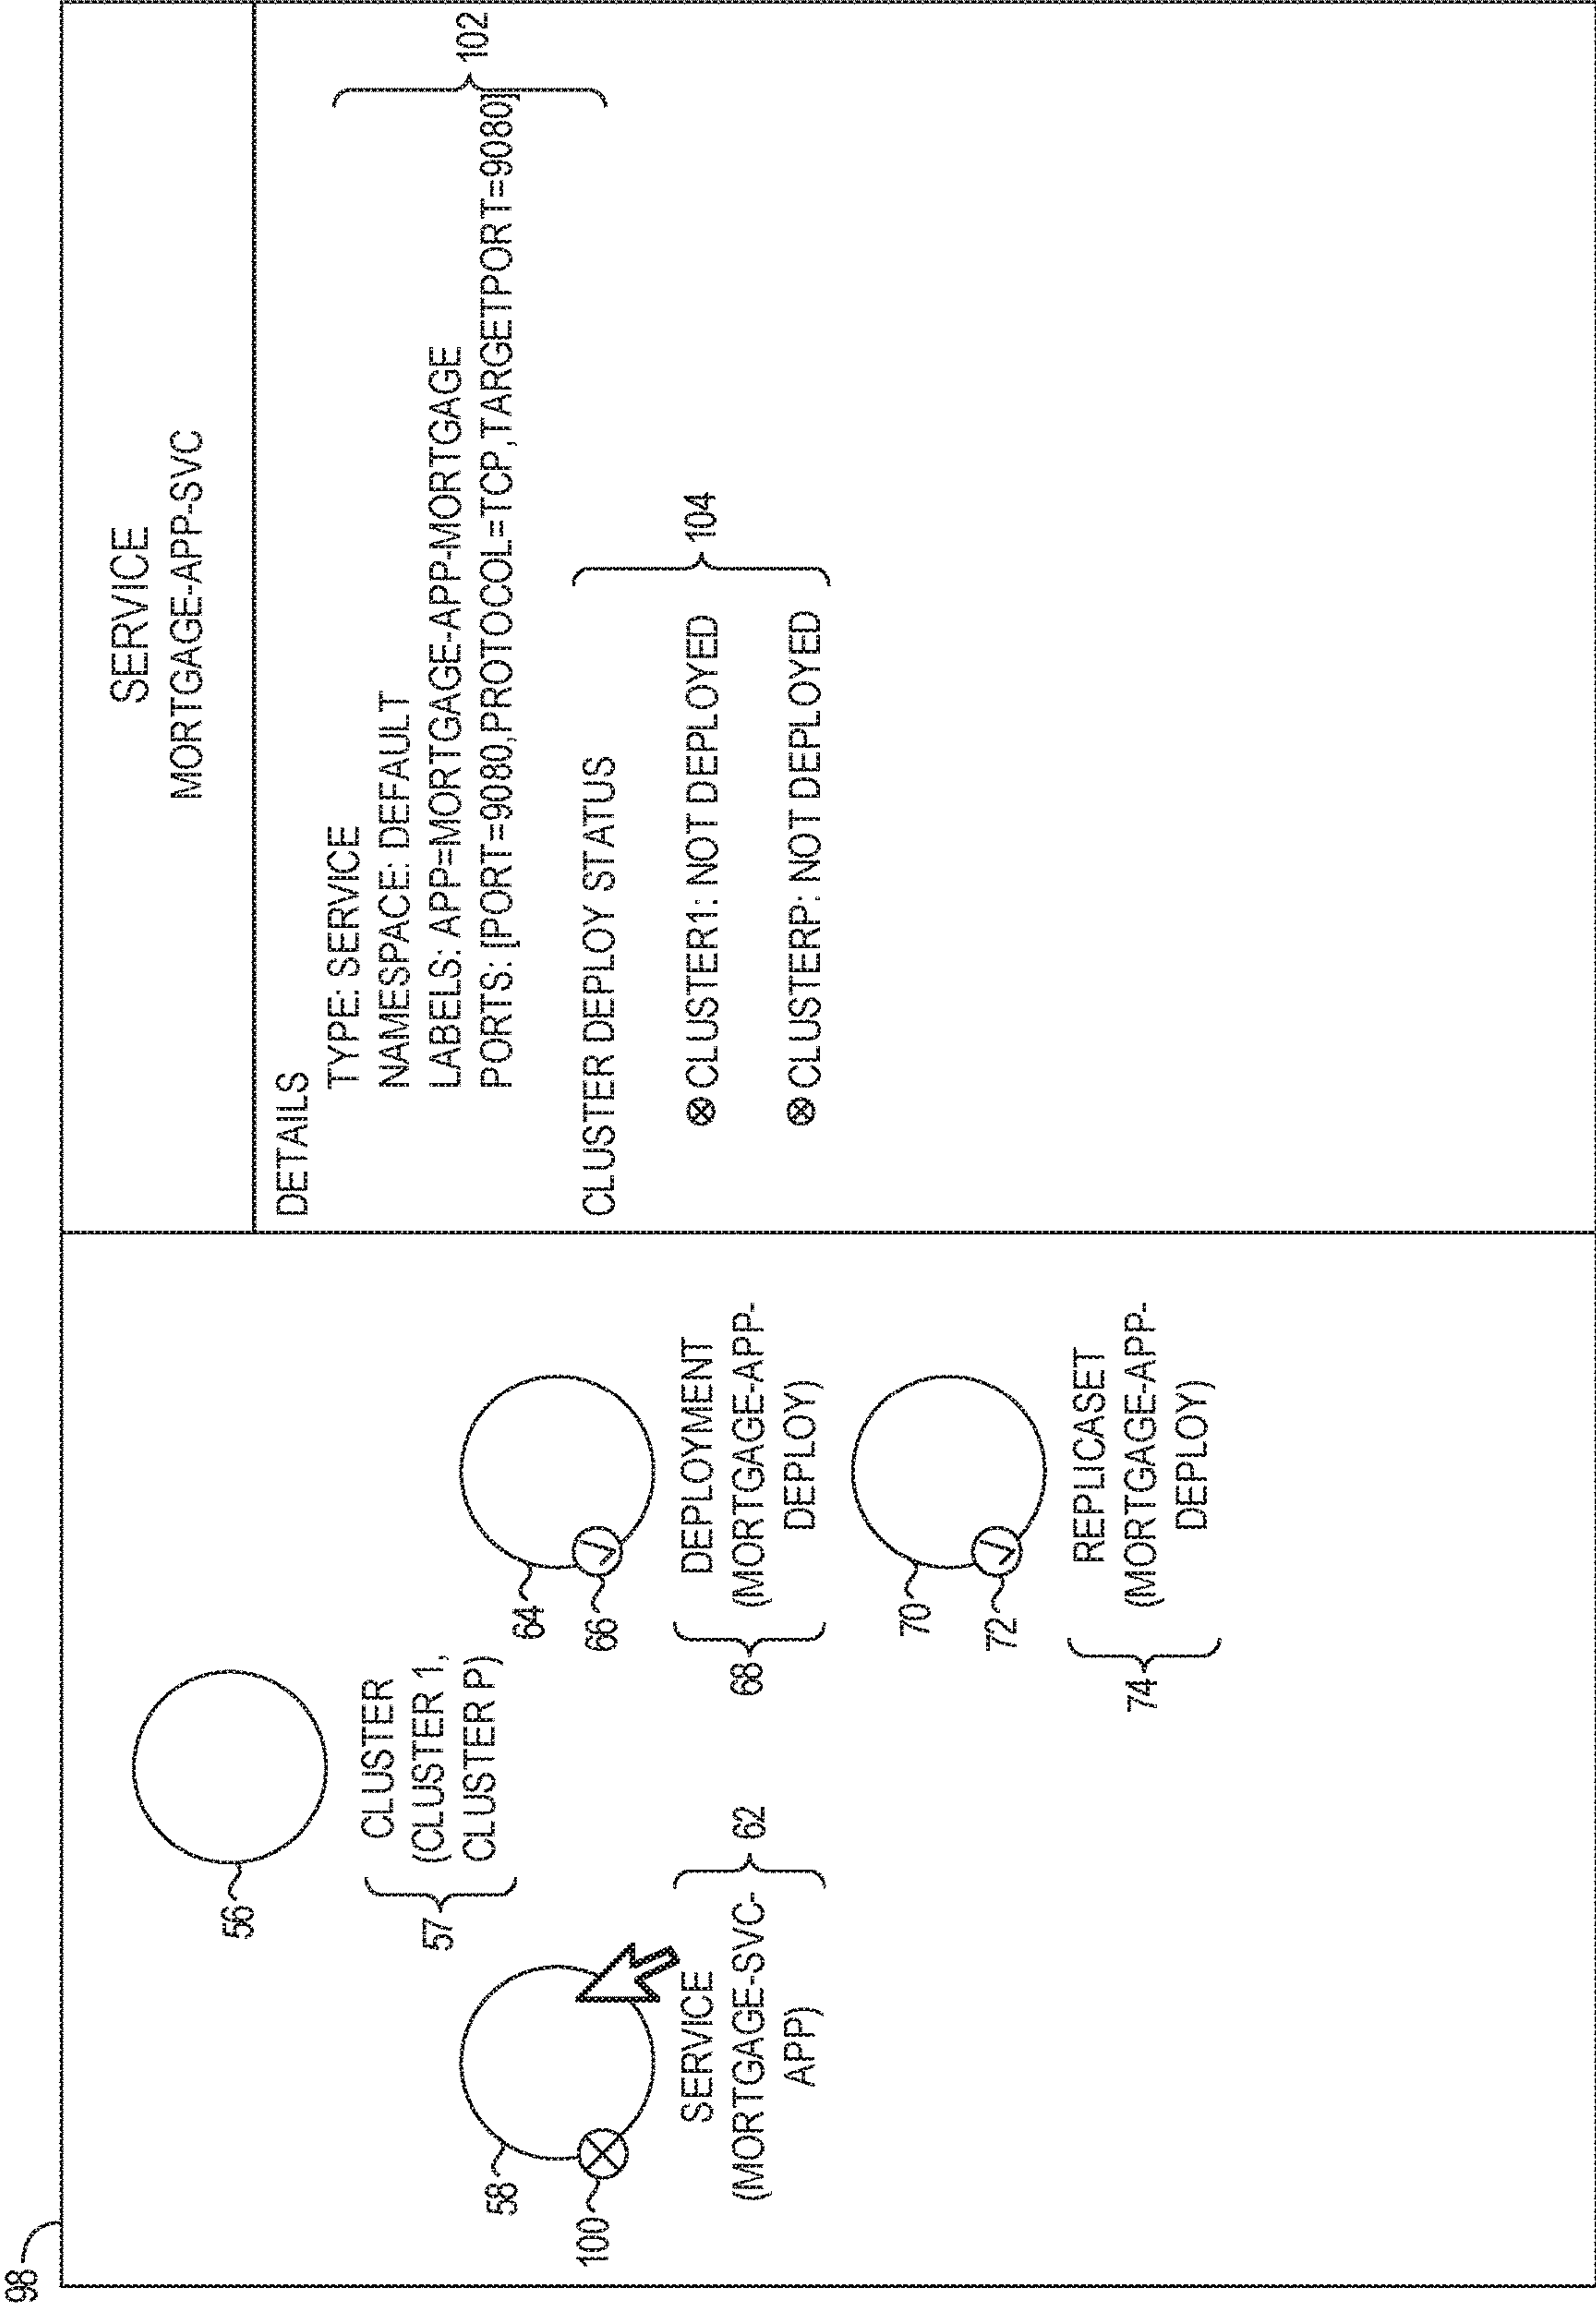 98
56
57
CLUSTER
(CLUSTER 1,
CLUSTER P)
58
100
SERVICE
(MORTGAGE-SVC-
APP)
62
64
66
68
DEPLOYMENT
(MORTGAGE-APP-
DEPLOY)
70
72
74
REPLICASET
(MORTGAGE-APP-
DEPLOY)
SERVICE
MORTGAGE-APP-SVC
DETAILS
TYPE: SERVICE
NAMESPACE: DEFAULT
LABELS: APP=MORTGAGE-APP-MORTGAGE
PORTS: [PORT=9080,PROTOCOL=TCP,TARGETPORT=9080]
102
CLUSTER DEPLOY STATUS
CLUSTER1: NOT DEPLOYED
CLUSTERP: NOT DEPLOYED
104